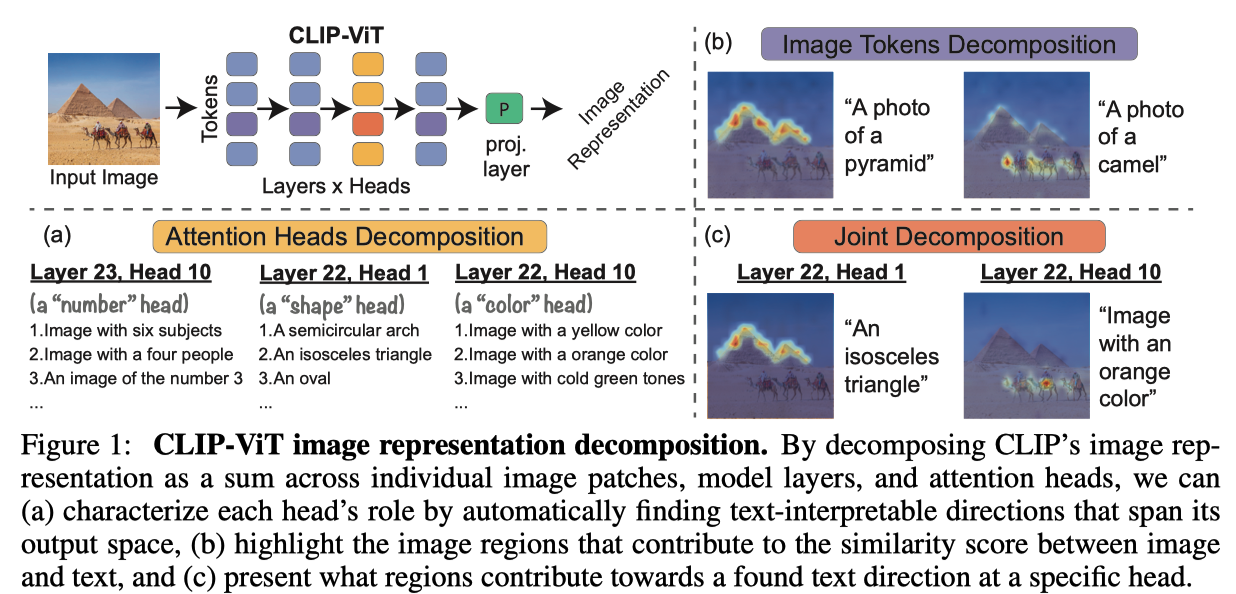 CLIP-ViT
Input Image
Tokens
Layers x Heads
P
proj.
layer
Image
Representation
(b)
Image Tokens Decomposition
“A photo
of a
pyramid”
“A photo
of a
camel”
(a)
Attention Heads Decomposition
Layer 23, Head 10
(a “number” head)
1.Image with six subjects
2.Image with a four people
3.An image of the number 3
...
Layer 22, Head 1
(a “shape” head)
1.A semicircular arch
2.An isosceles triangle
3.An oval
...
Layer 22, Head 10
(a “color” head)
1.Image with a yellow color
2.Image with a orange color
3.Image with cold green tones
...
(c)
Joint Decomposition
Layer 22, Head 1
“An
isosceles
triangle”
Layer 22, Head 10
“Image
with an
orange
color”
Figure 1: CLIP-ViT image representation decomposition. By decomposing CLIP’s image rep-
resentation as a sum across individual image patches, model layers, and attention heads, we can
(a) characterize each head’s role by automatically finding text-interpretable directions that span its
output space, (b) highlight the image regions that contribute to the similarity score between image
and text, and (c) present what regions contribute towards a found text direction at a specific head.